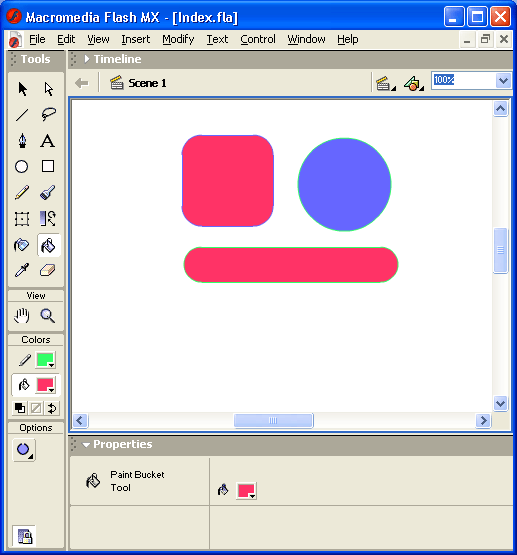 Macromedia Flash MX - [Index.fla]
File Edit View Insert Modify Text Control Window Help
Tools
Timeline
Scene 1
100%
A
View
Colors
Options
Properties
Paint Bucket
Tool